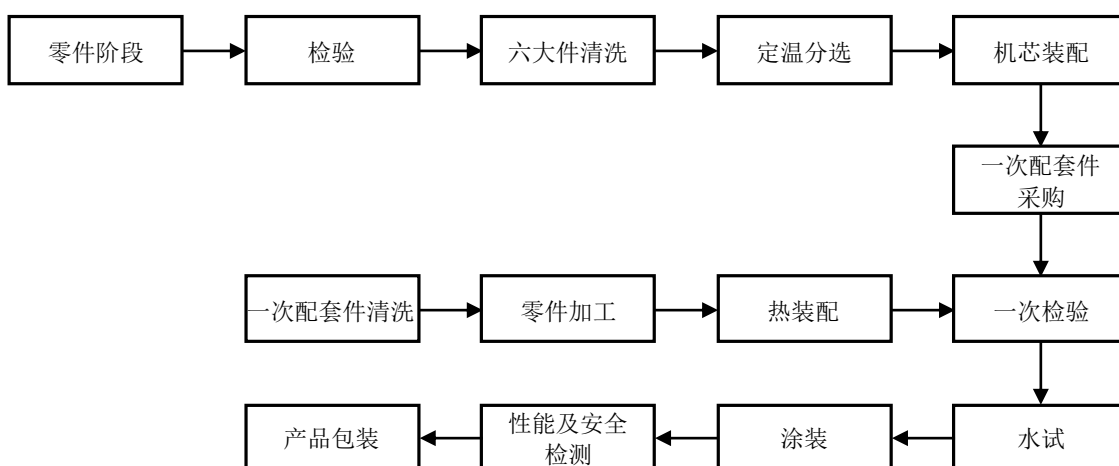 零件阶段
检验
六大件清洗
定温分选
机芯装配
一次配套件
采购
一次配套件清洗
零件加工
热装配
一次检验
产品包装
性能及安全
检测
涂装
水试